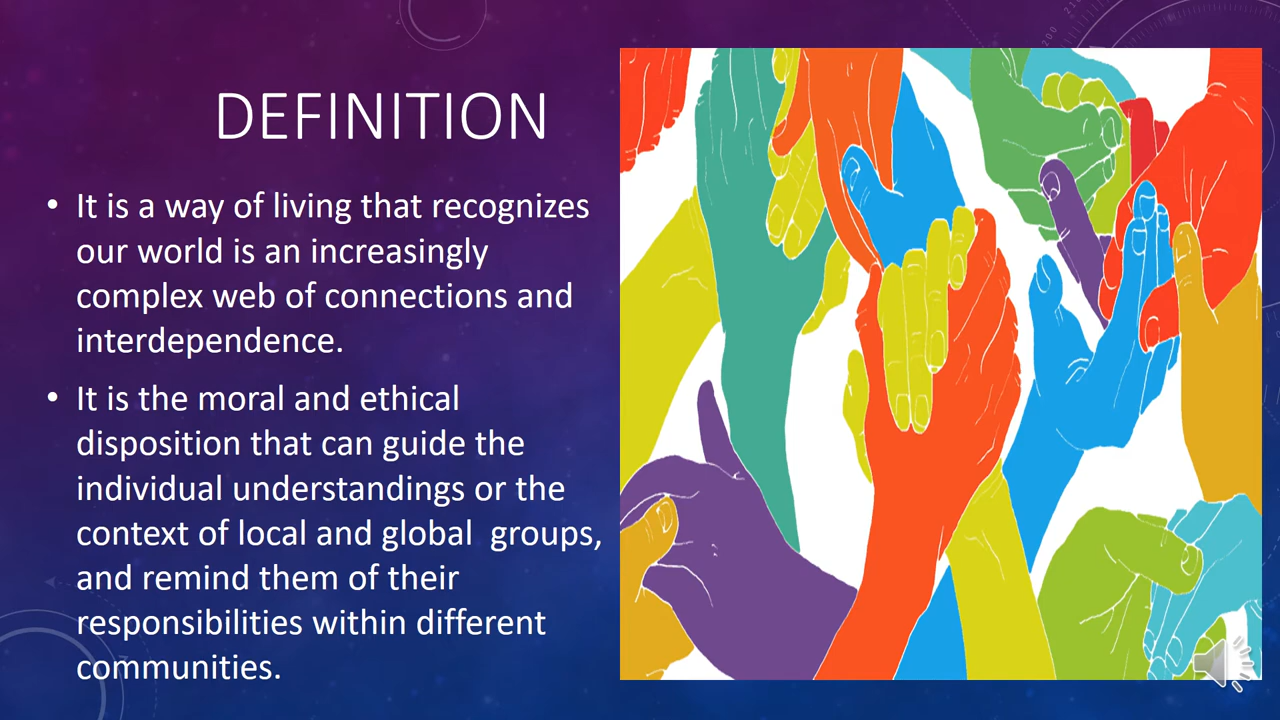 DEFINITION
• It is a way of living that recognizes
our world is an increasingly
complex web of connections and
interdependence.
• It is the moral and ethical
disposition that can guide the
individual understandings or the
context of local and global  groups,
and remind them of their
responsibilities within different
communities.
200